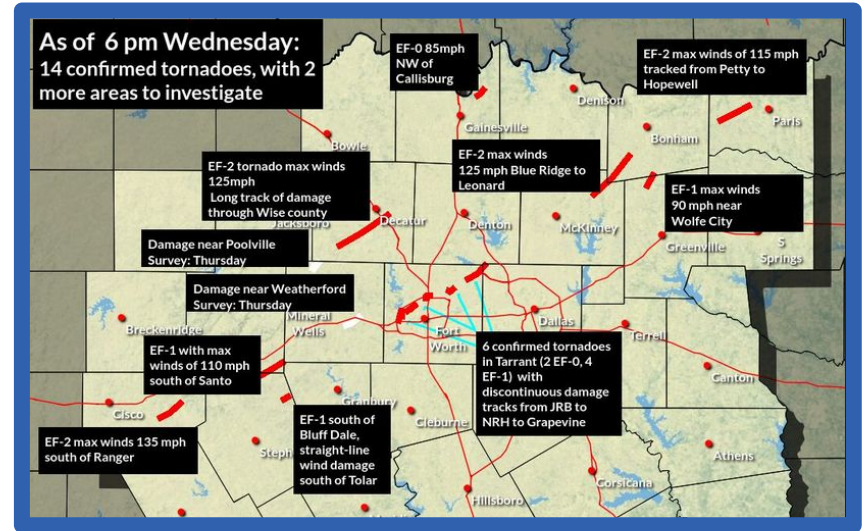 As of 6 pm Wednesday:
14 confirmed tornadoes, with 2
more areas to investigate
EF-0 85mph
NW of
Callisburg
EF-2 max winds of 115 mph
tracked from Petty to
Hopewell
Denison
Paris
Gainesville
Bonham
Bowie
EF-2 max winds
125 mph Blue Ridge to
Leonard
EF-2 tornado max winds
125mph
Long track of damage
through Wise county
EF-1 max winds
90 mph near
Wolfe City
Jacksboro
Decatur
Denton
McKinney
Greenville
S
Springs
Damage near Poolville
Survey: Thursday
Damage near Weatherford
Survey: Thursday
Breckenridge
Mineral
Wells
Fort
Worth
Dallas
Terrell
EF-1 with max
winds of 110 mph
south of Santo
6 confirmed tornadoes
in Tarrant (2 EF-0, 4
EF-1) with
discontinuous damage
tracks from JRB to
NRH to Grapevine
Canton
Cisco
Granbury
Cleburne
EF-1 south of
Bluff Dale,
straight-line
wind damage
south of Tolar
EF-2 max winds 135 mph
south of Ranger
Steph
Athens
Corsicana
Hillsboro